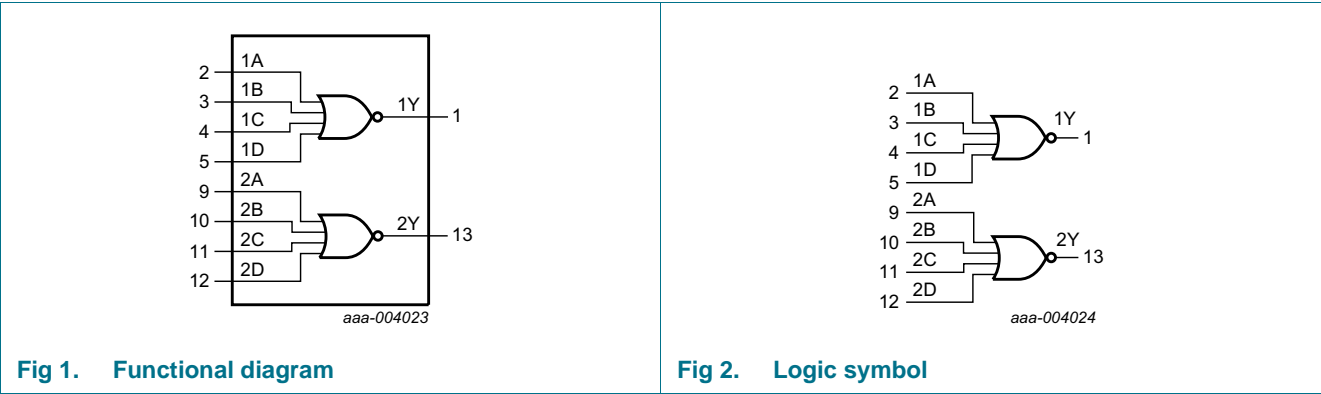 1A
2
1B
3
1C
4
1D
5
1Y
1
2A
9
2B
10
2C
11
2D
12
2Y
13
aaa-004023
Fig 1. Functional diagram
1A
2
1B
3
1C
4
1D
5
1Y
1
2A
9
2B
10
2C
11
2D
12
2Y
13
aaa-004024
Fig 2. Logic symbol